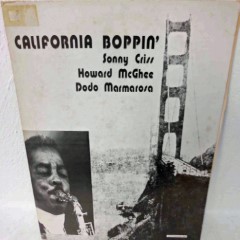 CALIFORNIA BOPPIN'
Sonny Criss
Howard McGhee
Dodo Marmarosa